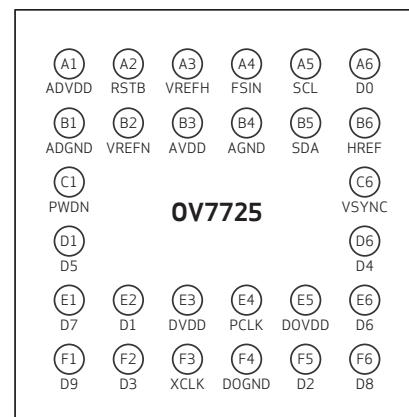 A1 A2 A3 A4 A5 A6
ADVDD RSTB VREFH FSIN SCL D0
B1 B2 B3 B4 B5 B6
ADGND VREFN AVDD AGND SDA HREF
C1 C6
PWDN OV7725 VSYNC
D1 D6
D5 D4
E1 E2 E3 E4 E5 E6
D7 D1 DVDD PCLK DOVDD D6
F1 F2 F3 F4 F5 F6
D9 D3 XCLK DOGND D2 D8